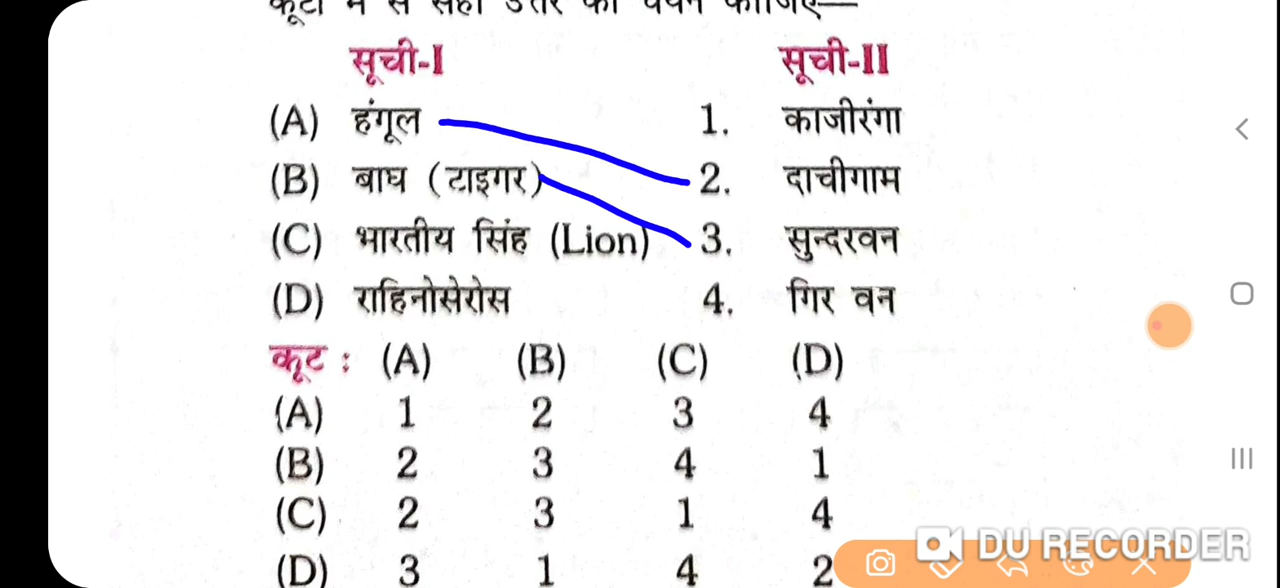 सूची-I सूची-II
(A) हंगूल 1. काजीरंगा
(B) बाघ (टाइगर) 2. दाचीगाम
(C) भारतीय सिंह (Lion) 3. सुन्दरवन
(D) राहिनोसेरोस 4. गिर वन
कूट : (A) (B) (C) (D)
(A) 1 2 3 4
(B) 2 3 4 1
(C) 2 3 1 4
(D) 3 1 4 2
DU RECORDER